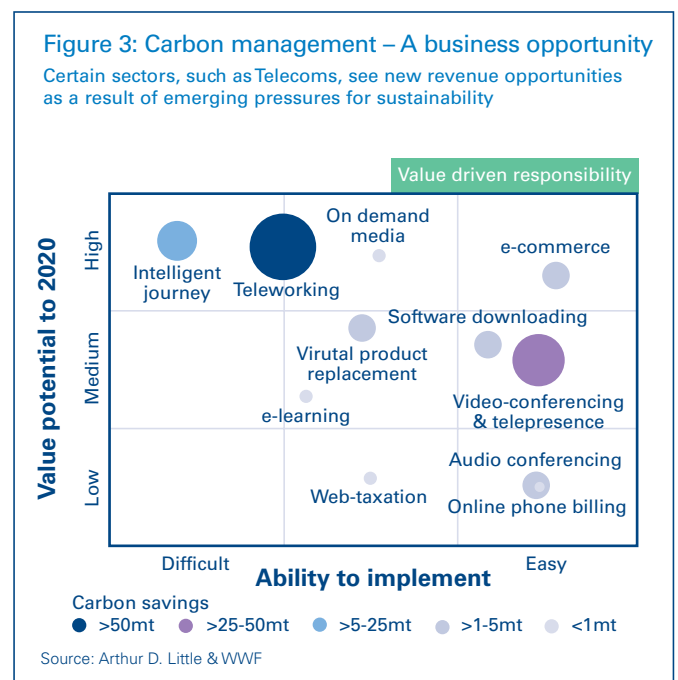 Figure 3: Carbon management – A business opportunity
Certain sectors, such as Telecoms, see new revenue opportunities
as a result of emerging pressures for sustainability
Value driven responsibility
Value potential to 2020
High
Medium
Low
Intelligent
journey
Teleworking
On demand
media
e-commerce
Software downloading
Virutal product
replacement
e-learning
Video-conferencing
& telepresence
Audio conferencing
Web-taxation
Online phone billing
Difficult
Easy
Ability to implement
Carbon savings
>50mt >25-50mt >5-25mt >1-5mt <1mt
Source: Arthur D. Little & WWF